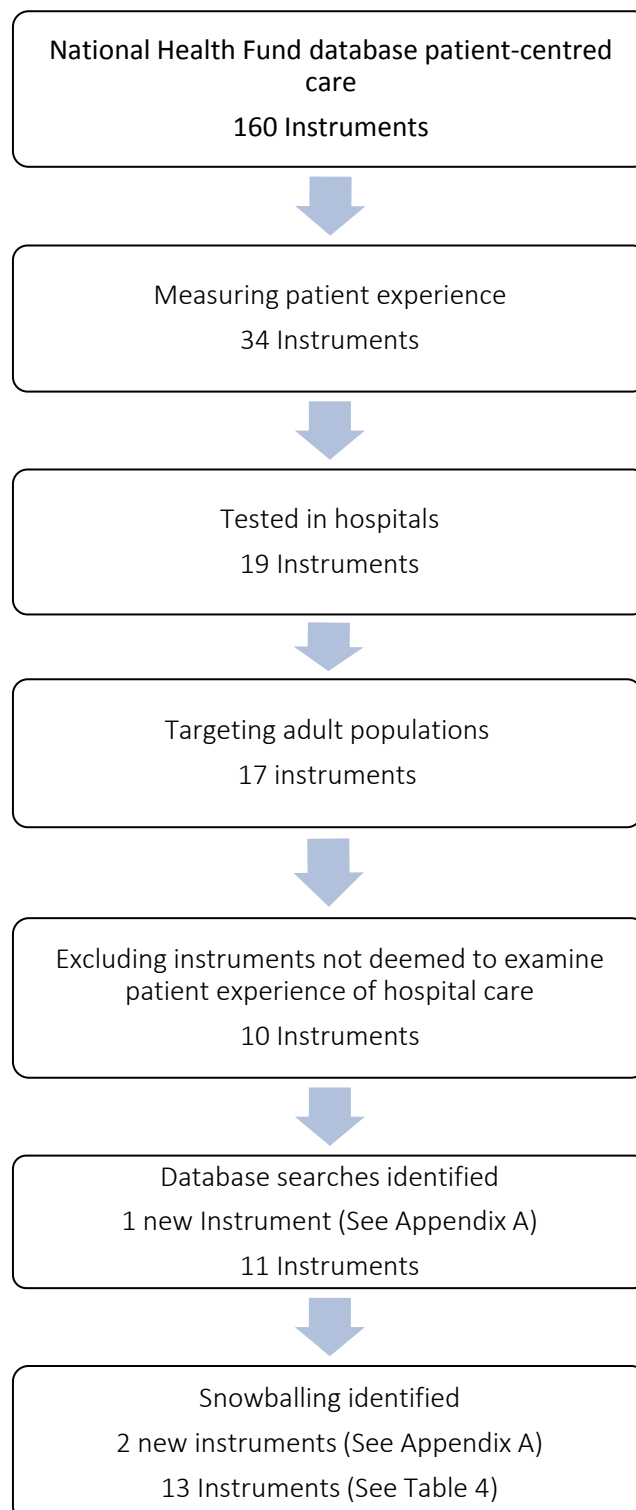 National Health Fund database patient-centred
care
160 Instruments
Measuring patient experience
34 Instruments
Tested in hospitals
19 Instruments
Targeting adult populations
17 instruments
Excluding instruments not deemed to examine
patient experience of hospital care
10 Instruments
Database searches identified
1 new Instrument (See Appendix A)
11 Instruments
Snowballing identified
2 new instruments (See Appendix A)
13 Instruments (See Table 4)